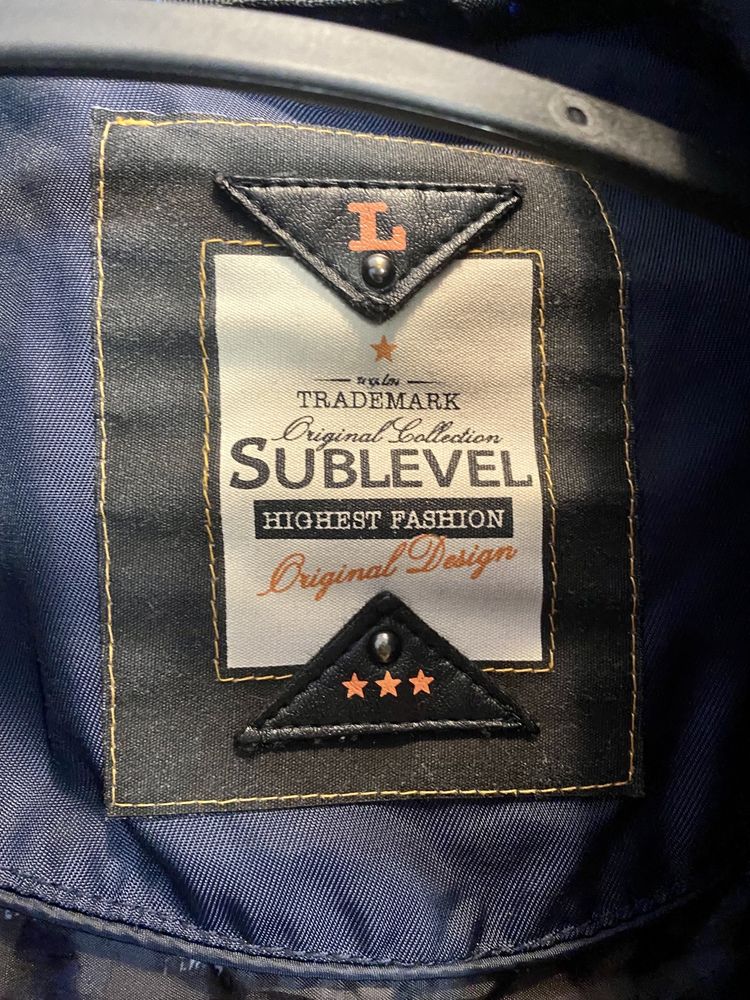 L
TRADEMARK
Original Collection
SUBLEVEL
HIGHEST FASHION
Original Design